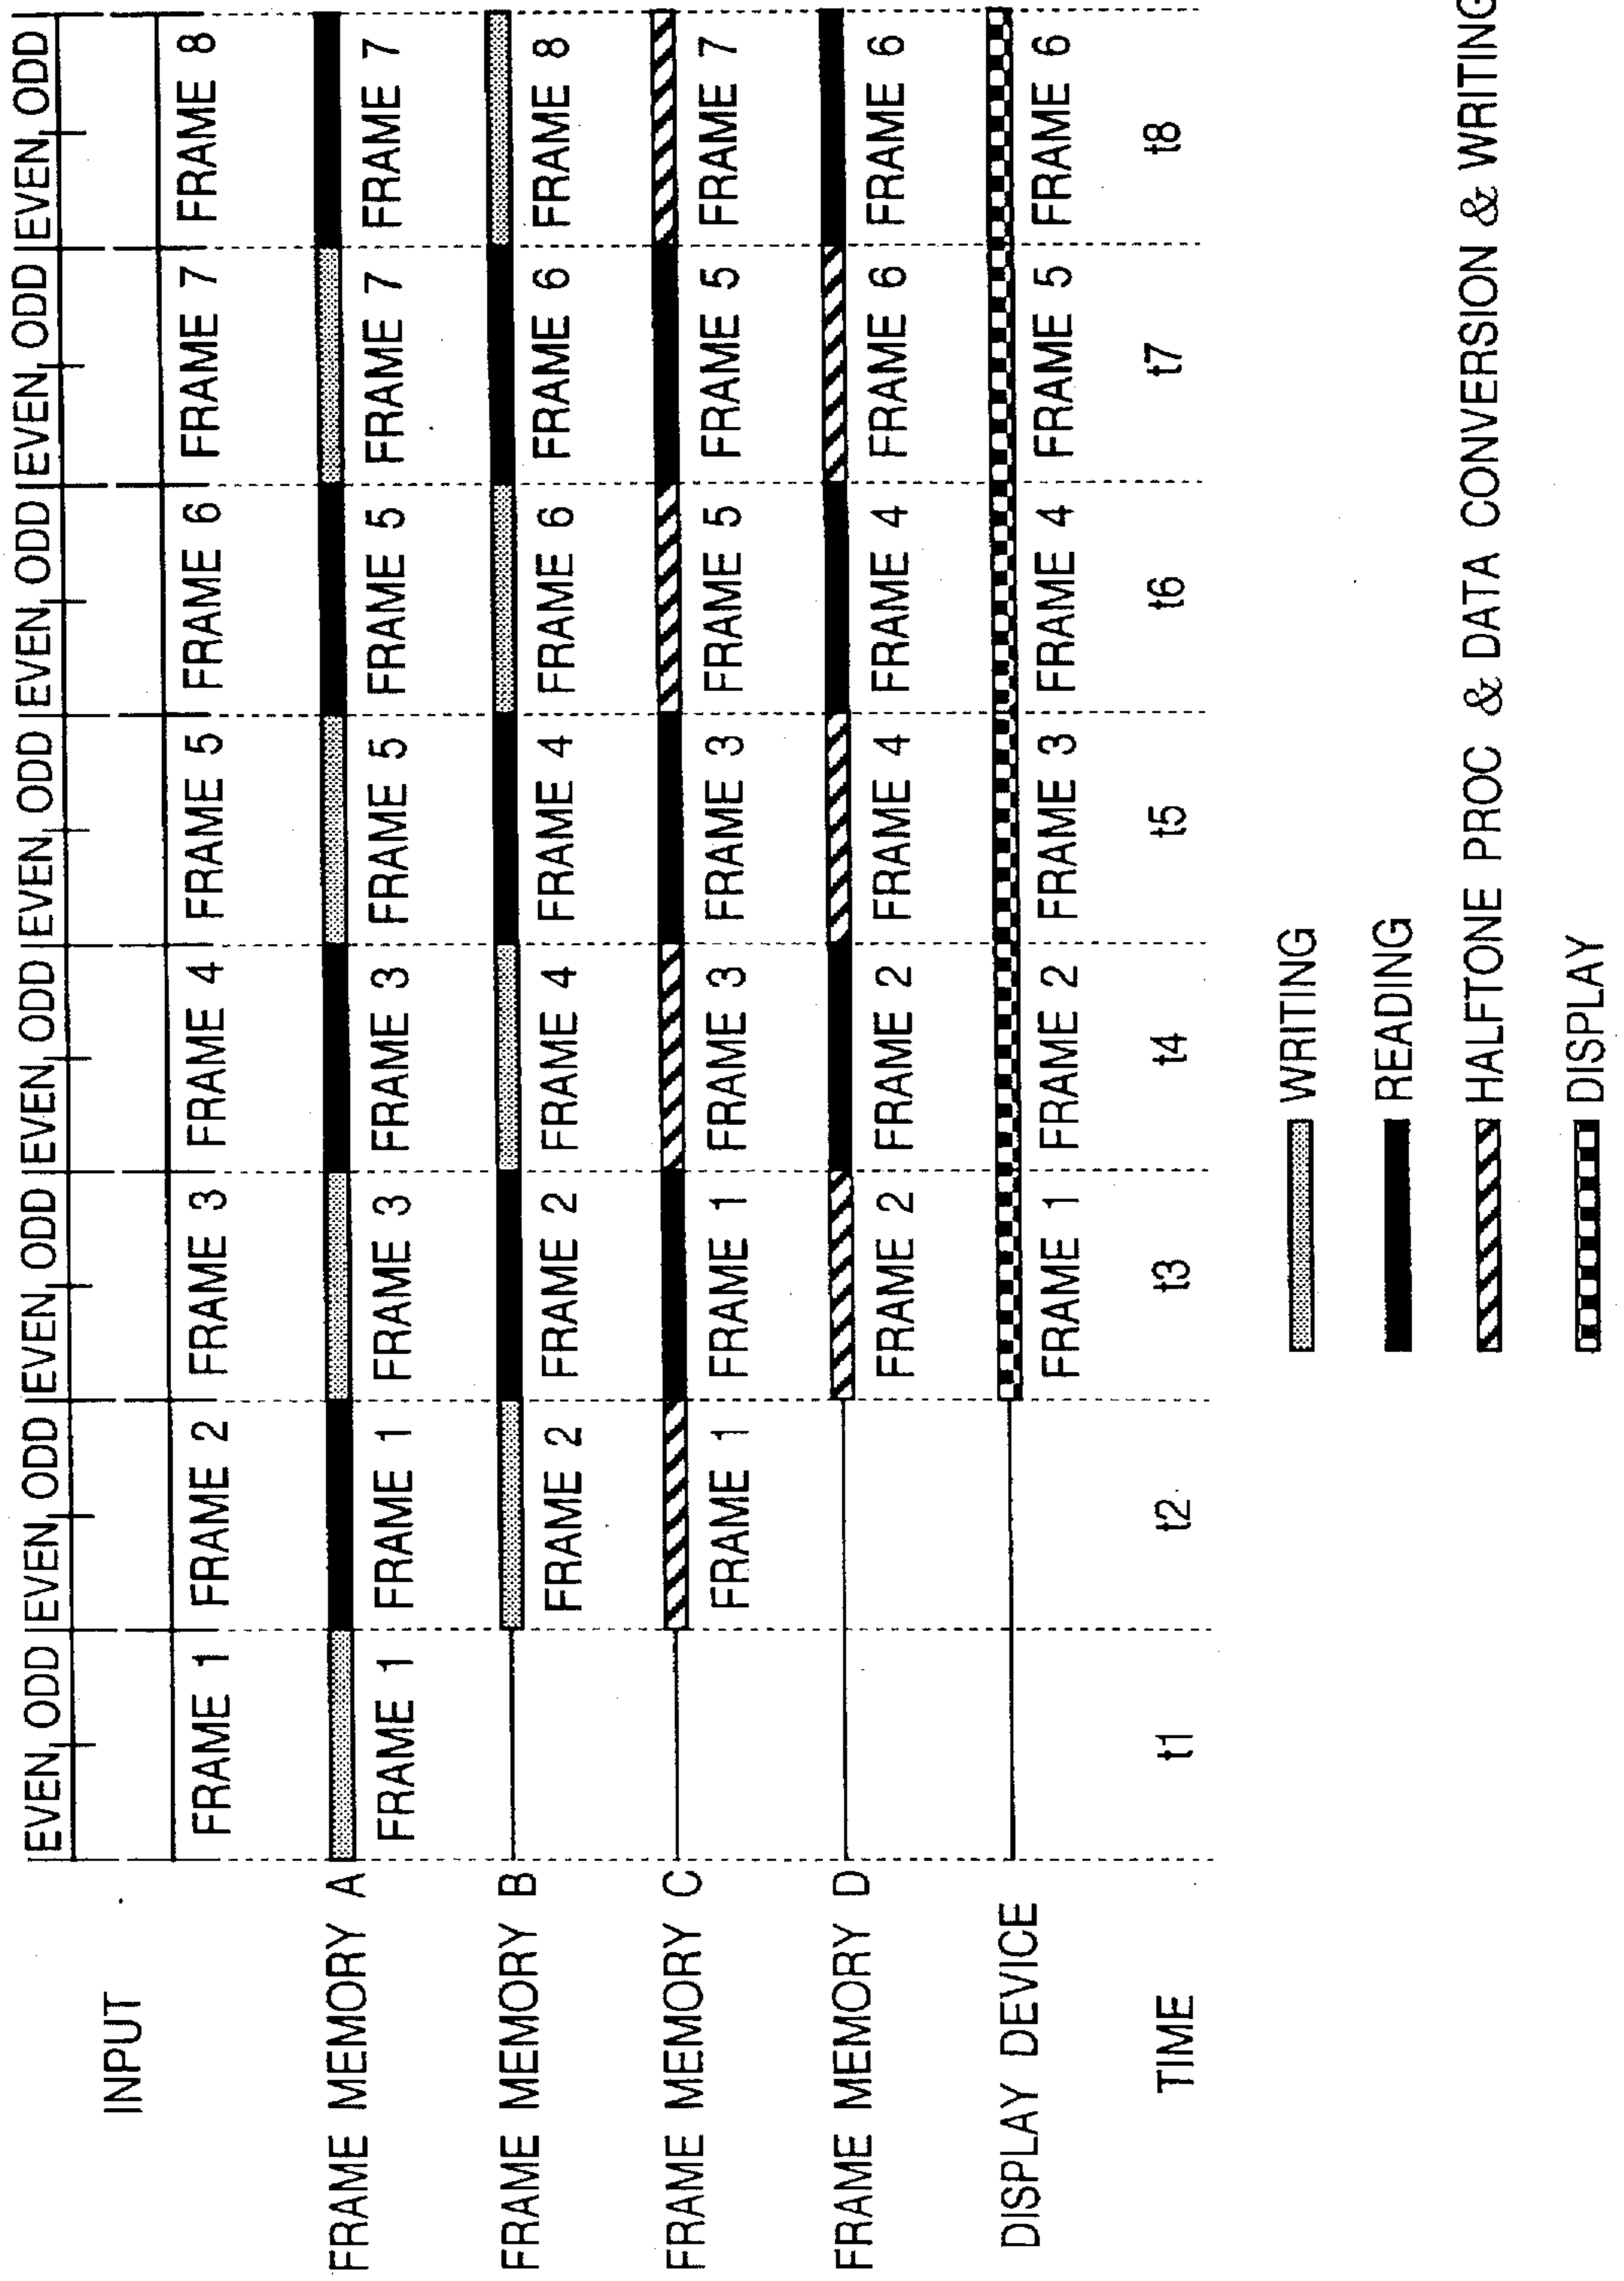 EVEN, ODD EVEN, ODD EVEN, ODD EVEN, ODD EVEN, ODD EVEN, ODD EVEN, ODD EVEN, ODD
INPUT
FRAME 1 FRAME 2 FRAME 3 FRAME 4 FRAME 5 FRAME 6 FRAME 7 FRAME 8
FRAME MEMORY A
FRAME 1 FRAME 1 FRAME 3 FRAME 3 FRAME 5 FRAME 5 FRAME 7 FRAME 7
FRAME MEMORY B
FRAME 2 FRAME 2 FRAME 4 FRAME 4 FRAME 6 FRAME 6 FRAME 8
FRAME MEMORY C
FRAME 1 FRAME 1 FRAME 3 FRAME 3 FRAME 5 FRAME 5 FRAME 7
FRAME MEMORY D
FRAME 2 FRAME 2 FRAME 4 FRAME 4 FRAME 6 FRAME 6
DISPLAY DEVICE
FRAME 1 FRAME 2 FRAME 3 FRAME 4 FRAME 5 FRAME 6
TIME t1 t2 t3 t4 t5 t6 t7 t8
WRITING
READING
HALFTONE PROC & DATA CONVERSION & WRITING
DISPLAY